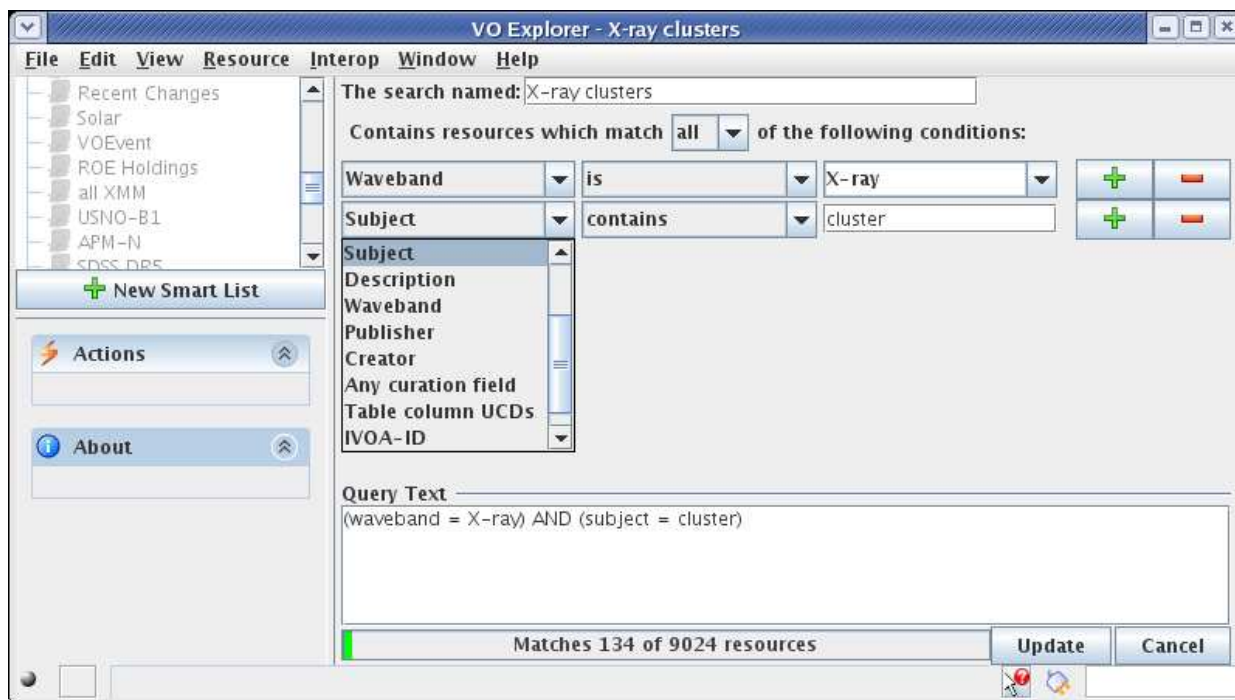 VO Explorer - X-ray clusters
File Edit View Resource Interop Window Help
Recent Changes
Solar
VOEvent
ROE Holdings
all XMM
USNO-B1
APM-N
SDSS DR5
New Smart List
Actions
About
The search named: X-ray clusters
Contains resources which match all of the following conditions:
Waveband is X-ray
Subject contains cluster
Subject
Description
Waveband
Publisher
Creator
Any curation field
Table column UCDs
IVOA-ID
Query Text
(waveband = X-ray) AND (subject = cluster)
Matches 134 of 9024 resources
Update Cancel